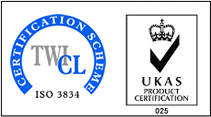 CERTIFICATION SCHEME
TWI
CL
ISO 3834
UKAS
PRODUCT
CERTIFICATION
025